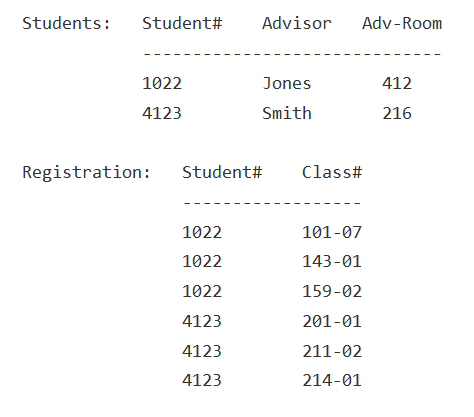 Students: Student# Advisor Adv-Room
------------------------------
1022 Jones 412
4123 Smith 216
Registration: Student# Class#
------------------
1022 101-07
1022 143-01
1022 159-02
4123 201-01
4123 211-02
4123 214-01